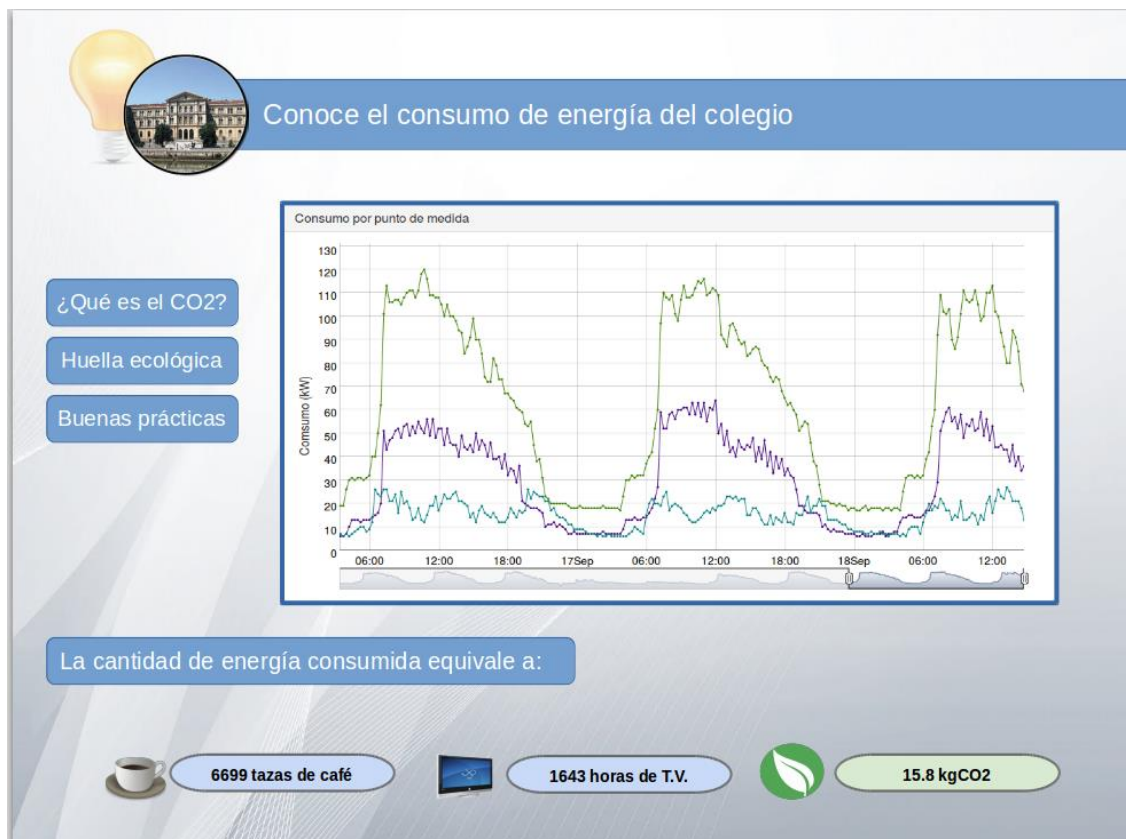 Conoce el consumo de energía del colegio
Consumo por punto de medida
¿Qué es el CO2?
Huella ecológica
Buenas prácticas
Comsumo (kW)
130
120
110
100
90
80
70
60
50
40
30
20
10
0
06:00 12:00 18:00 17Sep 06:00 12:00 18:00 18Sep 06:00 12:00
La cantidad de energía consumida equivale a:
6699 tazas de café
1643 horas de T.V.
15.8 kgCO2